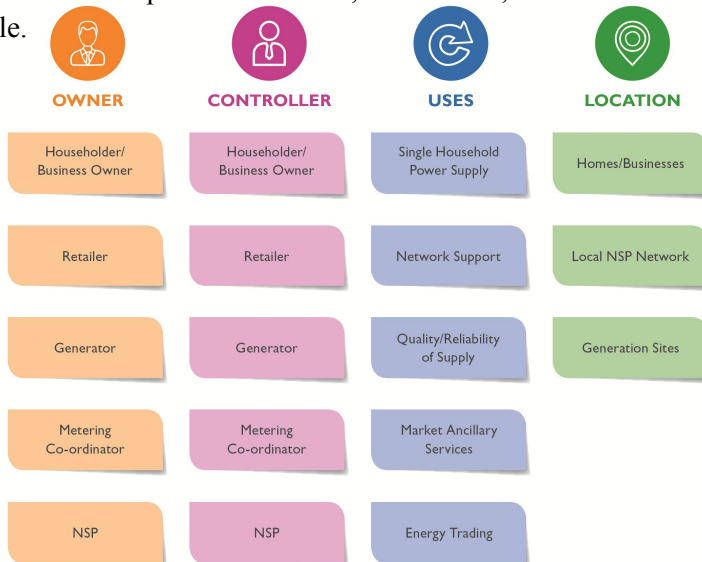 le.
OWNER
CONTROLLER
USES
LOCATION
Householder/
Business Owner
Householder/
Business Owner
Single Household
Power Supply
Homes/Businesses
Retailer
Retailer
Network Support
Local NSP Network
Generator
Generator
Quality/Reliability
of Supply
Generation Sites
Metering
Co-ordinator
Metering
Co-ordinator
Market Ancillary
Services
NSP
NSP
Energy Trading